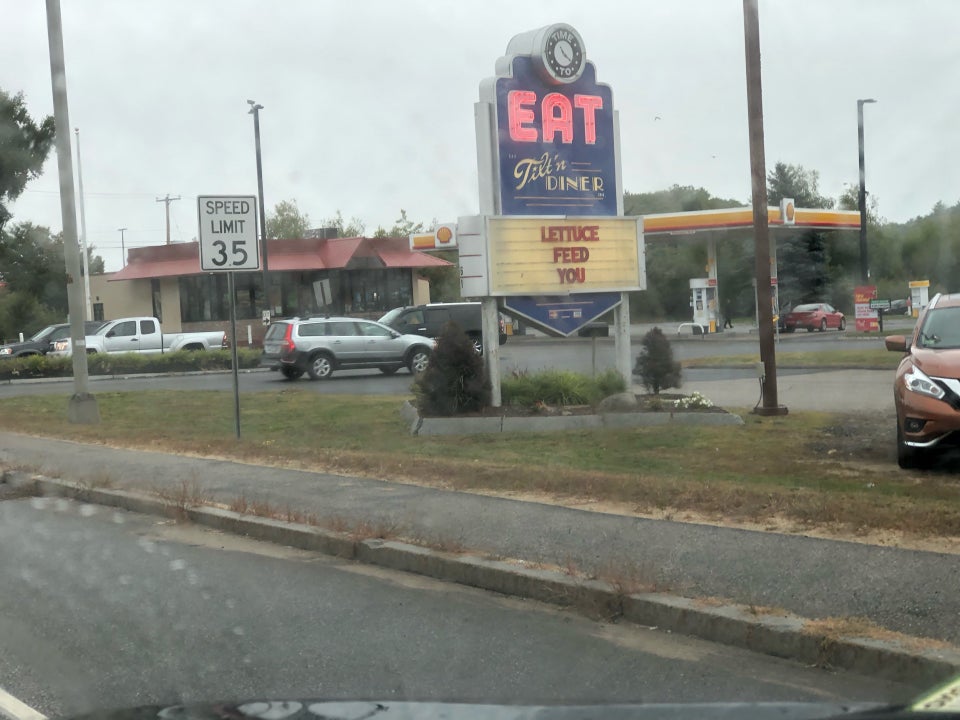 TIME
TO
EAT
Tilt'n
DINER
LETTUCE
FEED
YOU
SPEED
LIMIT
35